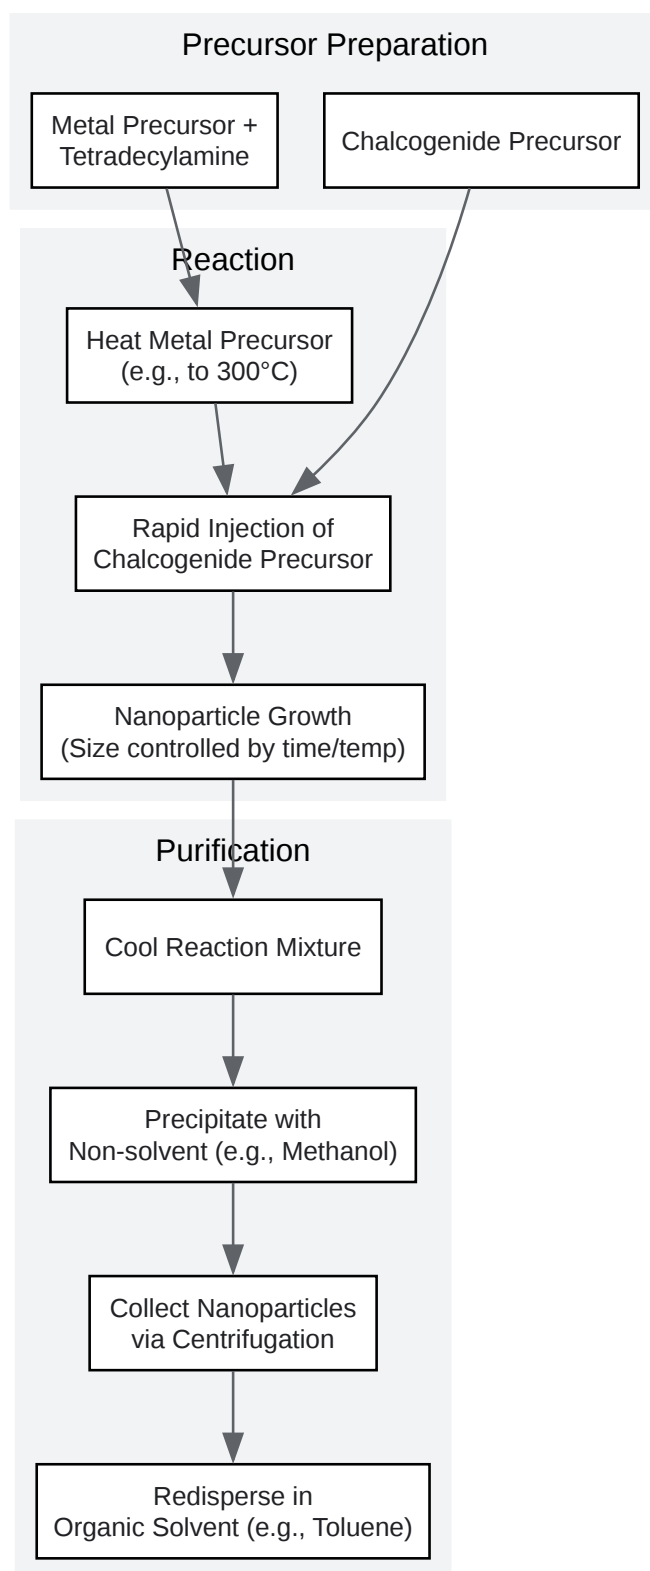 Precursor Preparation
Metal Precursor +
Tetradecylamine
Chalcogenide Precursor
Reaction
Heat Metal Precursor
(e.g., to 300°C)
Rapid Injection of
Chalcogenide Precursor
Nanoparticle Growth
(Size controlled by time/temp)
Purification
Cool Reaction Mixture
Precipitate with
Non-solvent (e.g., Methanol)
Collect Nanoparticles
via Centrifugation
Redisperse in
Organic Solvent (e.g., Toluene)